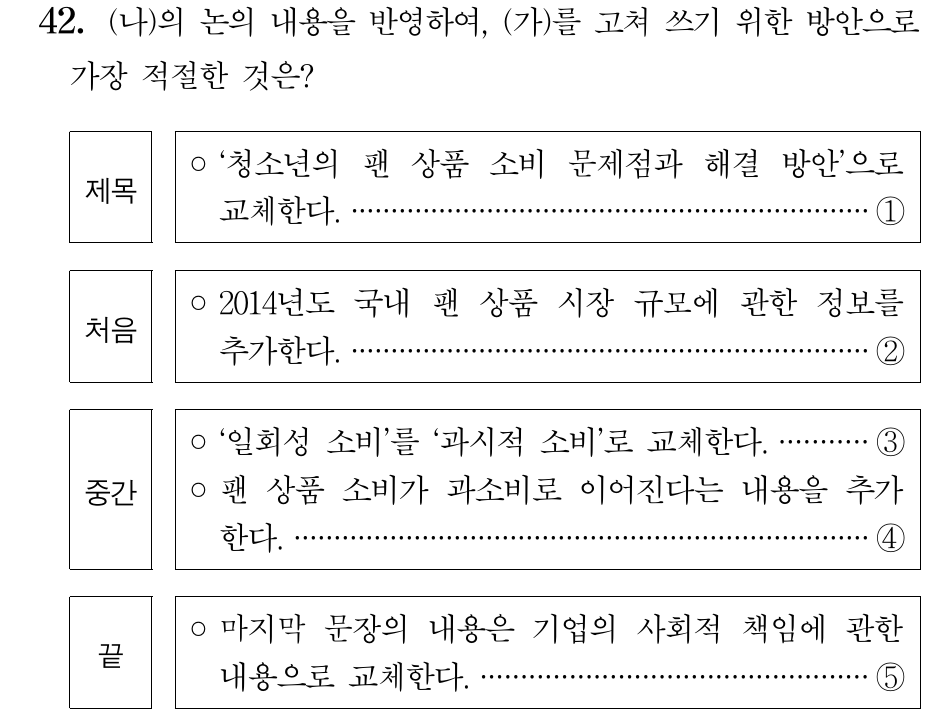 42. (나)의 논의 내용을 반영하여, (가)를 고쳐 쓰기 위한 방안으로
가장 적절한 것은?
제목
○ ‘청소년의 팬 상품 소비 문제점과 해결 방안’으로
교체한다. ································ ①
처음
○ 2014년도 국내 팬 상품 시장 규모에 관한 정보를
추가한다. ································ ②
중간
○ ‘일회성 소비’를 ‘과시적 소비’로 교체한다. ··········· ③
○ 팬 상품 소비가 과소비로 이어진다는 내용을 추가
한다. ································ ④
끝
○ 마지막 문장의 내용은 기업의 사회적 책임에 관한
내용으로 교체한다. ································ ⑤